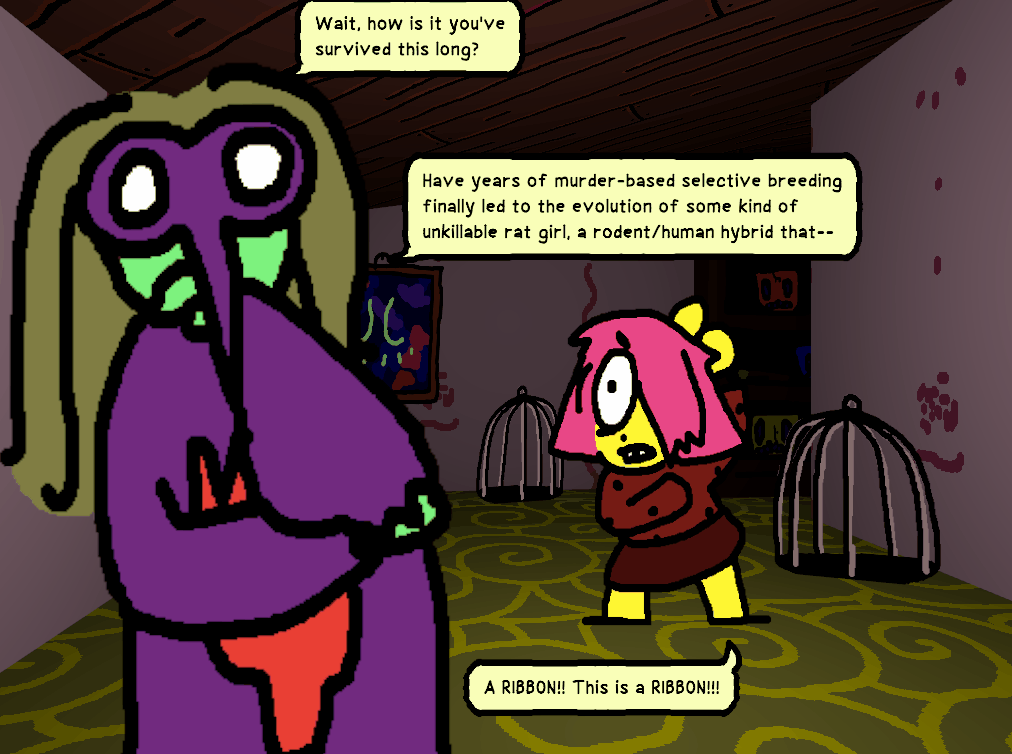 Wait, how is it you've
survived this long?
Have years of murder-based selective breeding
finally led to the evolution of some kind of
unkillable rat girl, a rodent/human hybrid that--
A RIBBON!! This is a RIBBON!!!